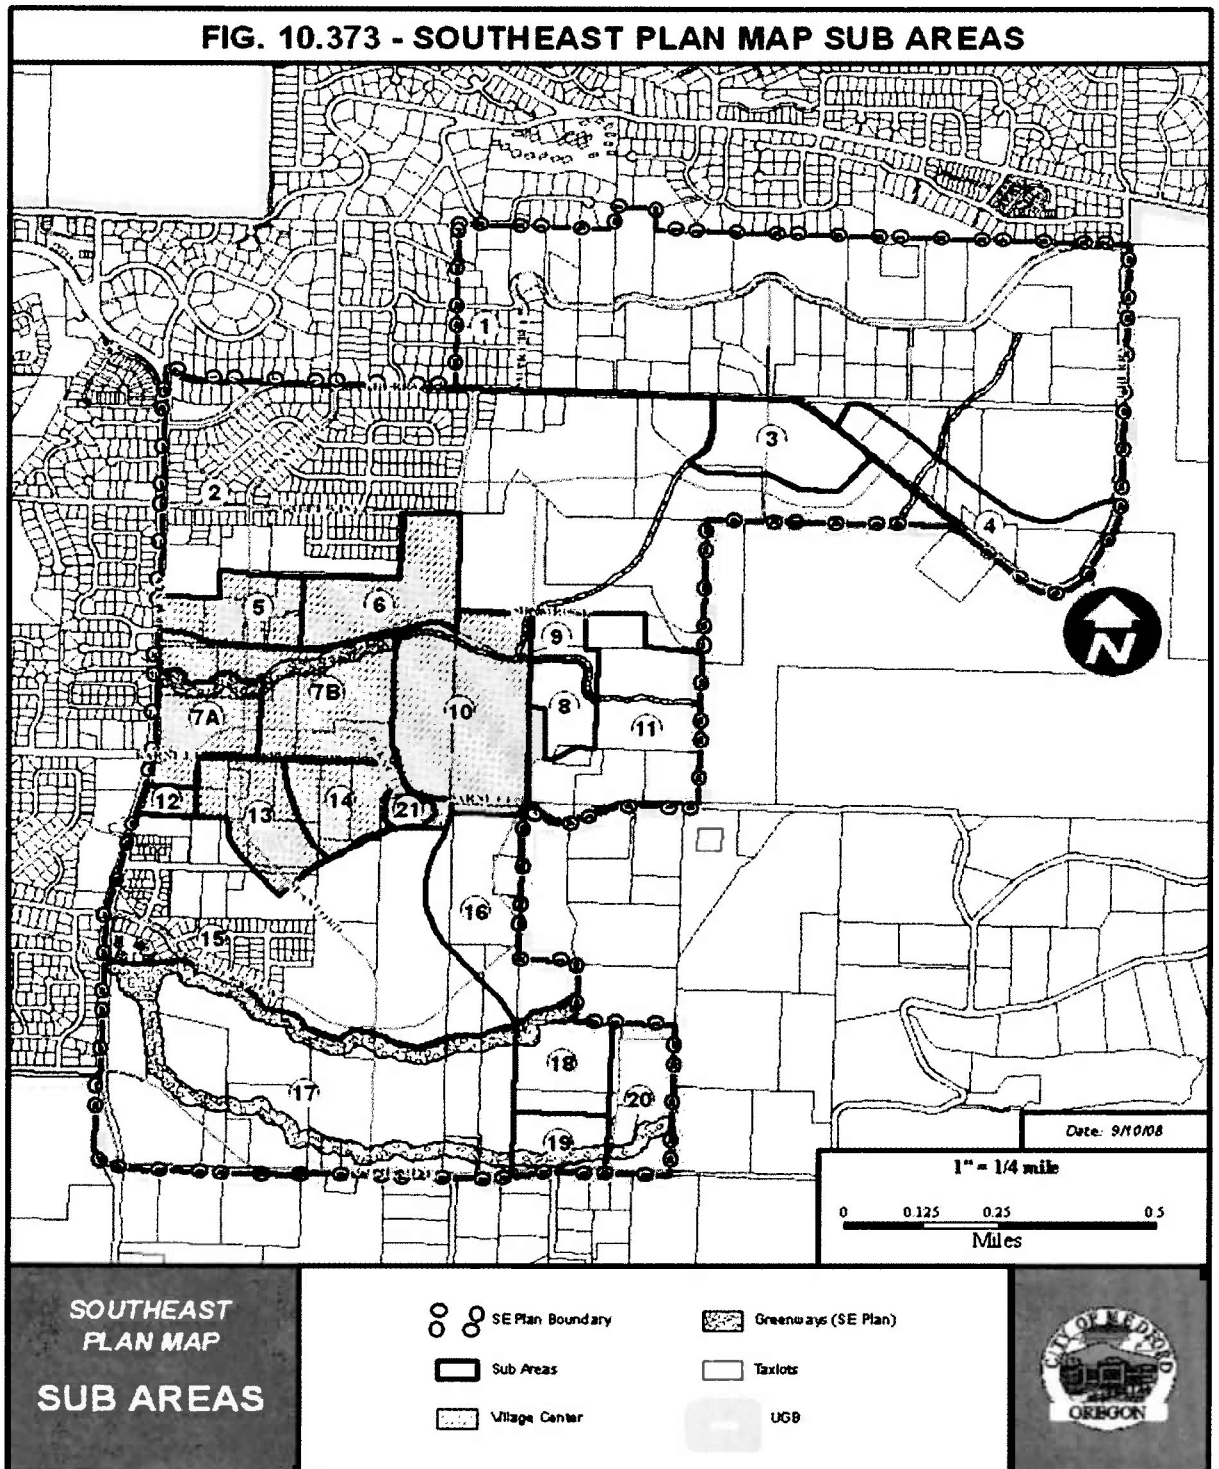 FIG. 10.373 - SOUTHEAST PLAN MAP SUB AREAS
1
2
3
4
5
6
9
7B
7A
10
8
11
12
13
14
21
16
15
17
18
20
19
N
Date: 9/10/08
1" = 1/4 mile
0 0.125 0.25 0.5
Miles
SOUTHEAST
PLAN MAP
SUB AREAS
SE Plan Boundary
Sub Areas
Village Center
Greenways (SE Plan)
Taxlots
UGB
CITY OF MEDFORD
OREGON